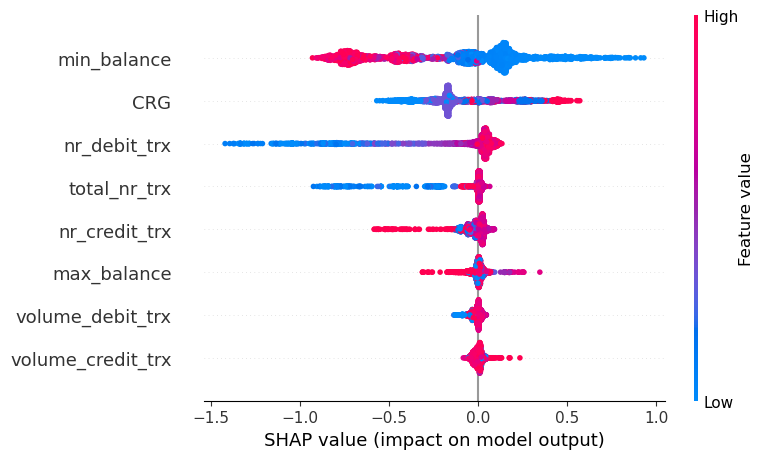 High
min_balance
CRG
nr_debit_trx
total_nr_trx
nr_credit_trx
max_balance
volume_debit_trx
volume_credit_trx
Feature value
Low
−1.5 −1.0 −0.5 0.0 0.5 1.0
SHAP value (impact on model output)